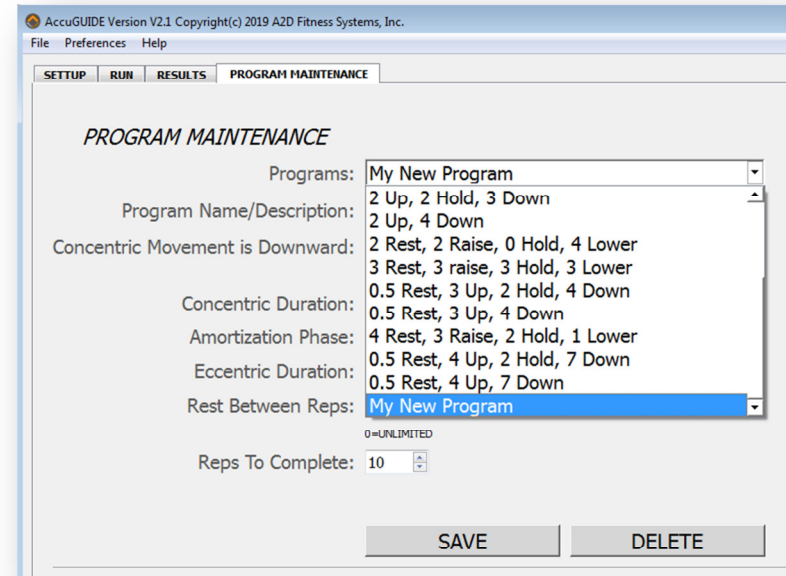 AccuGUIDE Version V2.1 Copyright(c) 2019 A2D Fitness Systems, Inc.
File Preferences Help
SETTUP RUN RESULTS PROGRAM MAINTENANCE
PROGRAM MAINTENANCE
Programs: My New Program
2 Up, 2 Hold, 3 Down
Program Name/Description:
2 Up, 4 Down
Concentric Movement is Downward:
2 Rest, 2 Raise, 0 Hold, 4 Lower
3 Rest, 3 raise, 3 Hold, 3 Lower
0.5 Rest, 3 Up, 2 Hold, 4 Down
Concentric Duration:
0.5 Rest, 3 Up, 4 Down
Amortization Phase:
4 Rest, 3 Raise, 2 Hold, 1 Lower
0.5 Rest, 4 Up, 2 Hold, 7 Down
Eccentric Duration:
0.5 Rest, 4 Up, 7 Down
Rest Between Reps: My New Program
0=UNLIMITED
Reps To Complete: 10
SAVE DELETE